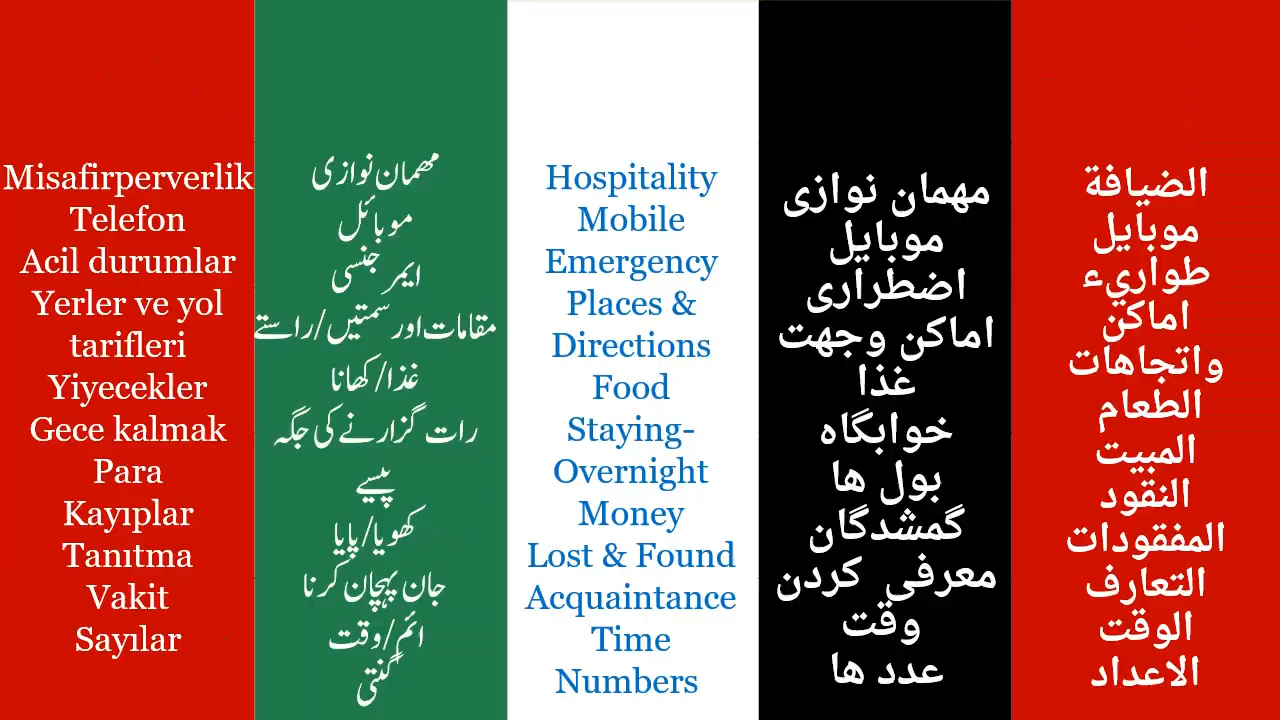 Misafirperverlik
Telefon
Acil durumlar
Yerler ve yol
tarifleri
Yiyecekler
Gece kalmak
Para
Kayıplar
Tanıtma
Vakit
Sayılar
مہمان نوازی
موبائل
ایمرجنسی
مقامات اور سمتیں/راستے
غذا/کھانا
رات گزارنے کی جگہ
پیسے
کھویا/پایا
جان پہچان کرنا
ائم/وقت
گنتی
Hospitality
Mobile
Emergency
Places &
Directions
Food
Staying-
Overnight
Money
Lost & Found
Acquaintance
Time
Numbers
مهمان نوازی
موبایل
اضطراری
اماکن وجهت
غذا
خوابگاه
بول ها
گمشدگان
معرفی کردن
وقت
عدد ها
الضيافة
موبايل
طواريء
اماكن
واتجاهات
الطعام
المبيت
النقود
المفقودات
التعارف
الوقت
الاعداد